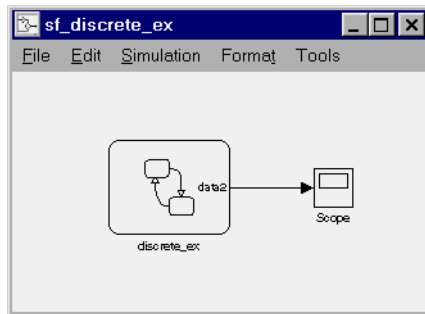 sf_discrete_ex
File Edit Simulation Format Tools
data2
Scope
discrete_ex